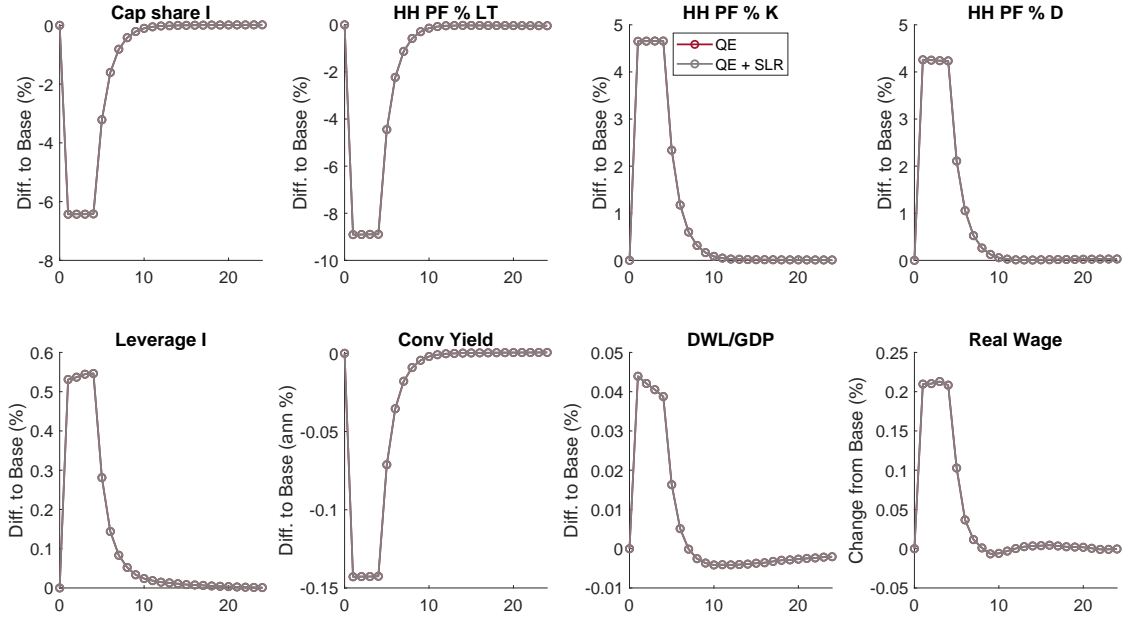 Cap share I
Diff. to Base (%)
0
-2
-4
-6
-8
0 10 20
HH PF % LT
Diff. to Base (%)
0
-2
-4
-6
-8
-10
0 10 20
HH PF % K
Diff. to Base (%)
5
4
3
2
1
0
0 10 20
QE
QE + SLR
HH PF % D
Diff. to Base (%)
5
4
3
2
1
0
0 10 20
Leverage I
Diff. to Base (%)
0.6
0.5
0.4
0.3
0.2
0.1
0
0 10 20
Conv Yield
Diff. to Base (ann %)
0
-0.05
-0.1
-0.15
0 10 20
DWL/GDP
Diff. to Base (%)
0.05
0.04
0.03
0.02
0.01
0
-0.01
0 10 20
Real Wage
Change from Base (%)
0.25
0.2
0.15
0.1
0.05
0
-0.05
0 10 20